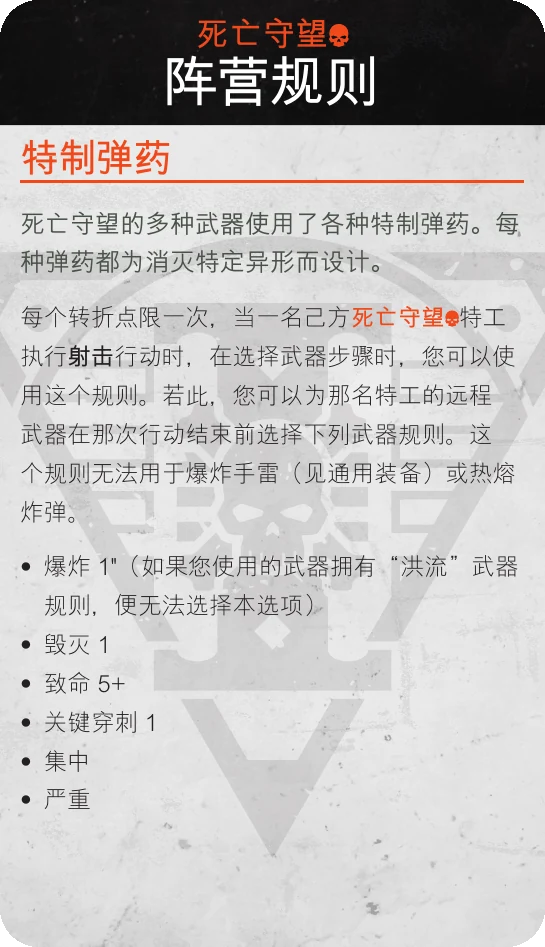 死亡守望
阵营规则
特制弹药
死亡守望的多种武器使用了各种特制弹药。每
种弹药都为消灭特定异形而设计。
每个转折点限一次，当一名己方死亡守望特工
执行射击行动时，在选择武器步骤时，您可以使
用这个规则。若此，您可以为那名特工的远程
武器在那次行动结束前选择下列武器规则。这
个规则无法用于爆炸手雷（见通用装备）或热熔
炸弹。
• 爆炸 1"（如果您使用的武器拥有“洪流”武器
规则，便无法选择本选项）
• 毁灭 1
• 致命 5+
• 关键穿刺 1
• 集中
• 严重